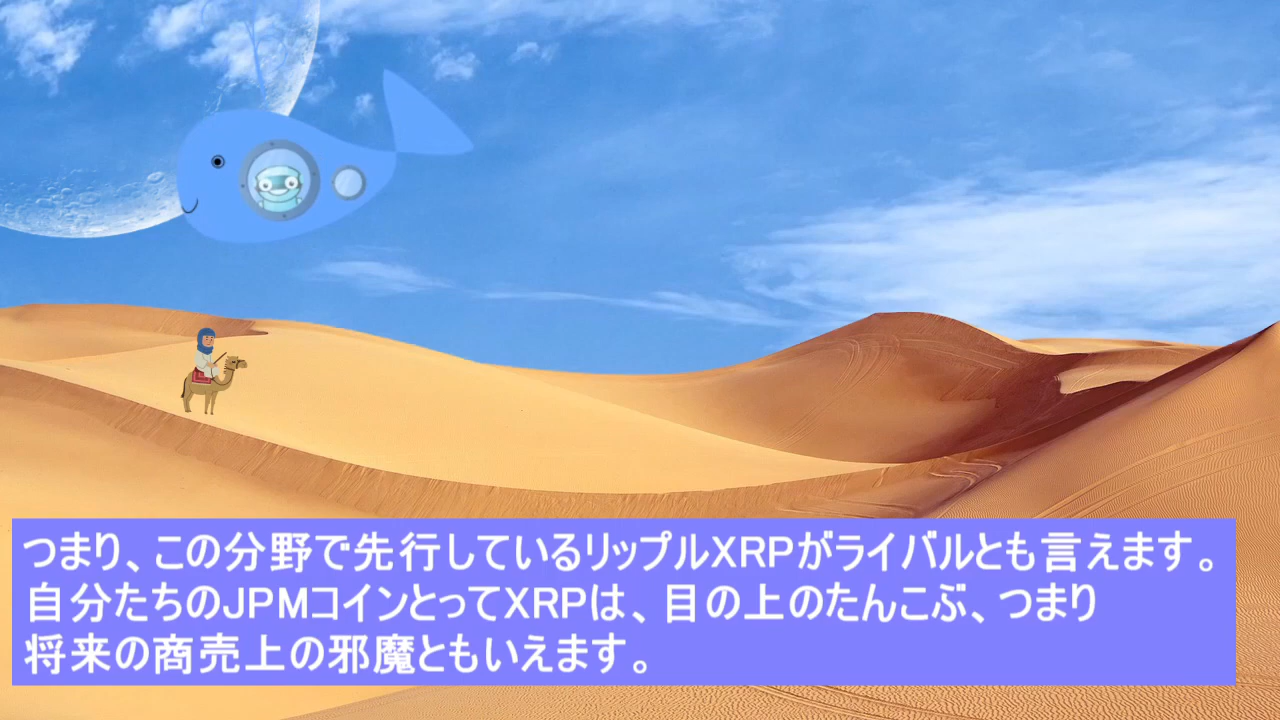 つまり、この分野で先行しているリップルXRPがライバルとも言えます。
自分たちのJPMコインとってXRPは、目の上のたんこぶ、つまり
将来の商売上の邪魔ともいえます。